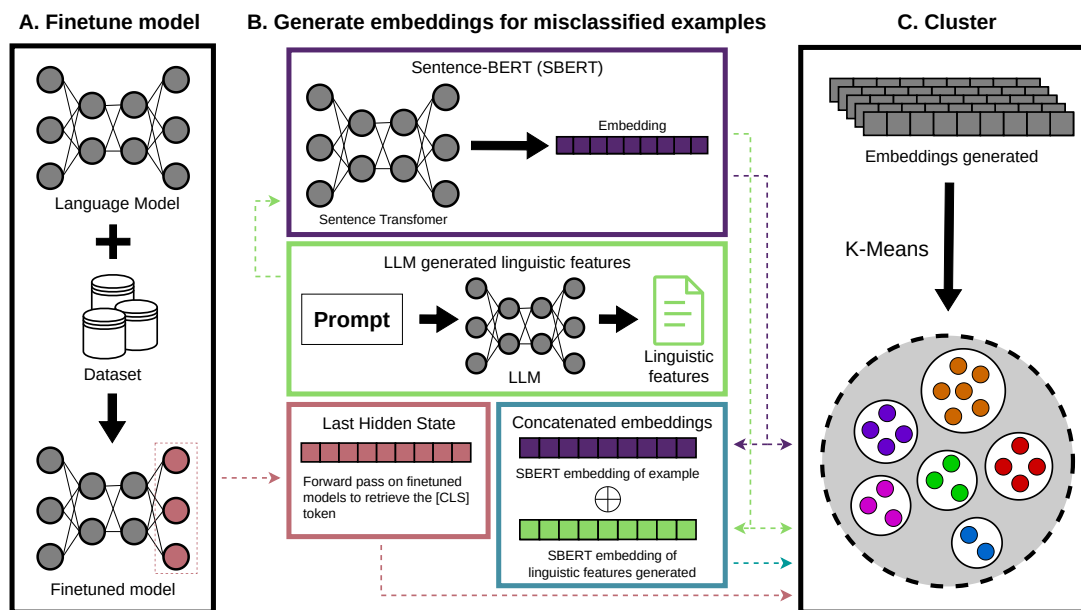 A. Finetune model
Language Model
Dataset
Finetuned model
B. Generate embeddings for misclassified examples
Sentence-BERT (SBERT)
Embedding
Sentence Transfomer
LLM generated linguistic features
Prompt
LLM
Linguistic
features
Last Hidden State
Forward pass on finetuned
models to retrieve the [CLS]
token
Concatenated embeddings
SBERT embedding of example
SBERT embedding of
linguistic features generated
C. Cluster
Embeddings generated
K-Means